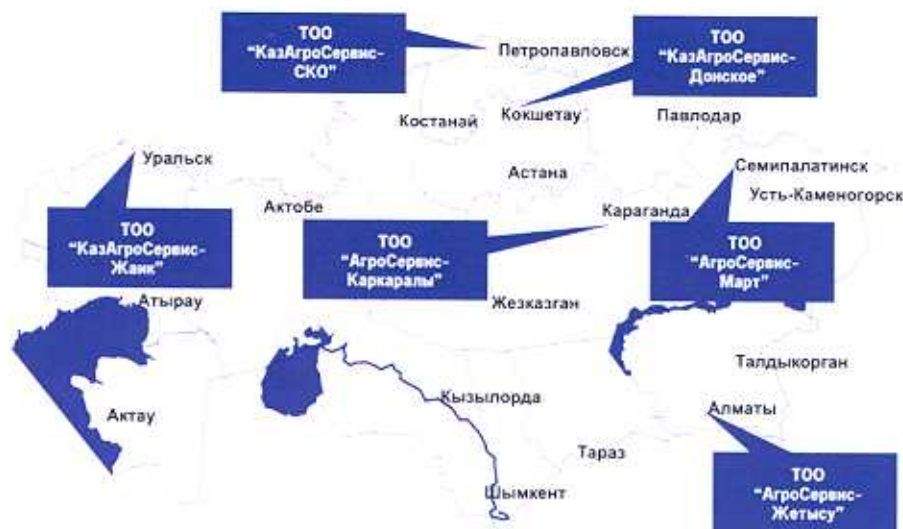 ТОО
"КазАгроСервис-
СКО"
Петропавловск
ТОО
"КазАгроСервис-
Донское"
Костанай
Кокшетау
Павлодар
Уральск
Астана
Семипалатинск
Усть-Каменогорск
Актобе
Караганда
ТОО
"КазАгроСервис-
Жаик"
ТОО
"АгроСервис-
Каркаралы"
ТОО
"АгроСервис-
Март"
Атырау
Жезказган
Талдыкорган
Кызылорда
Актау
Алматы
Тараз
ТОО
"АгроСервис-
Жетысу"
Шымкент